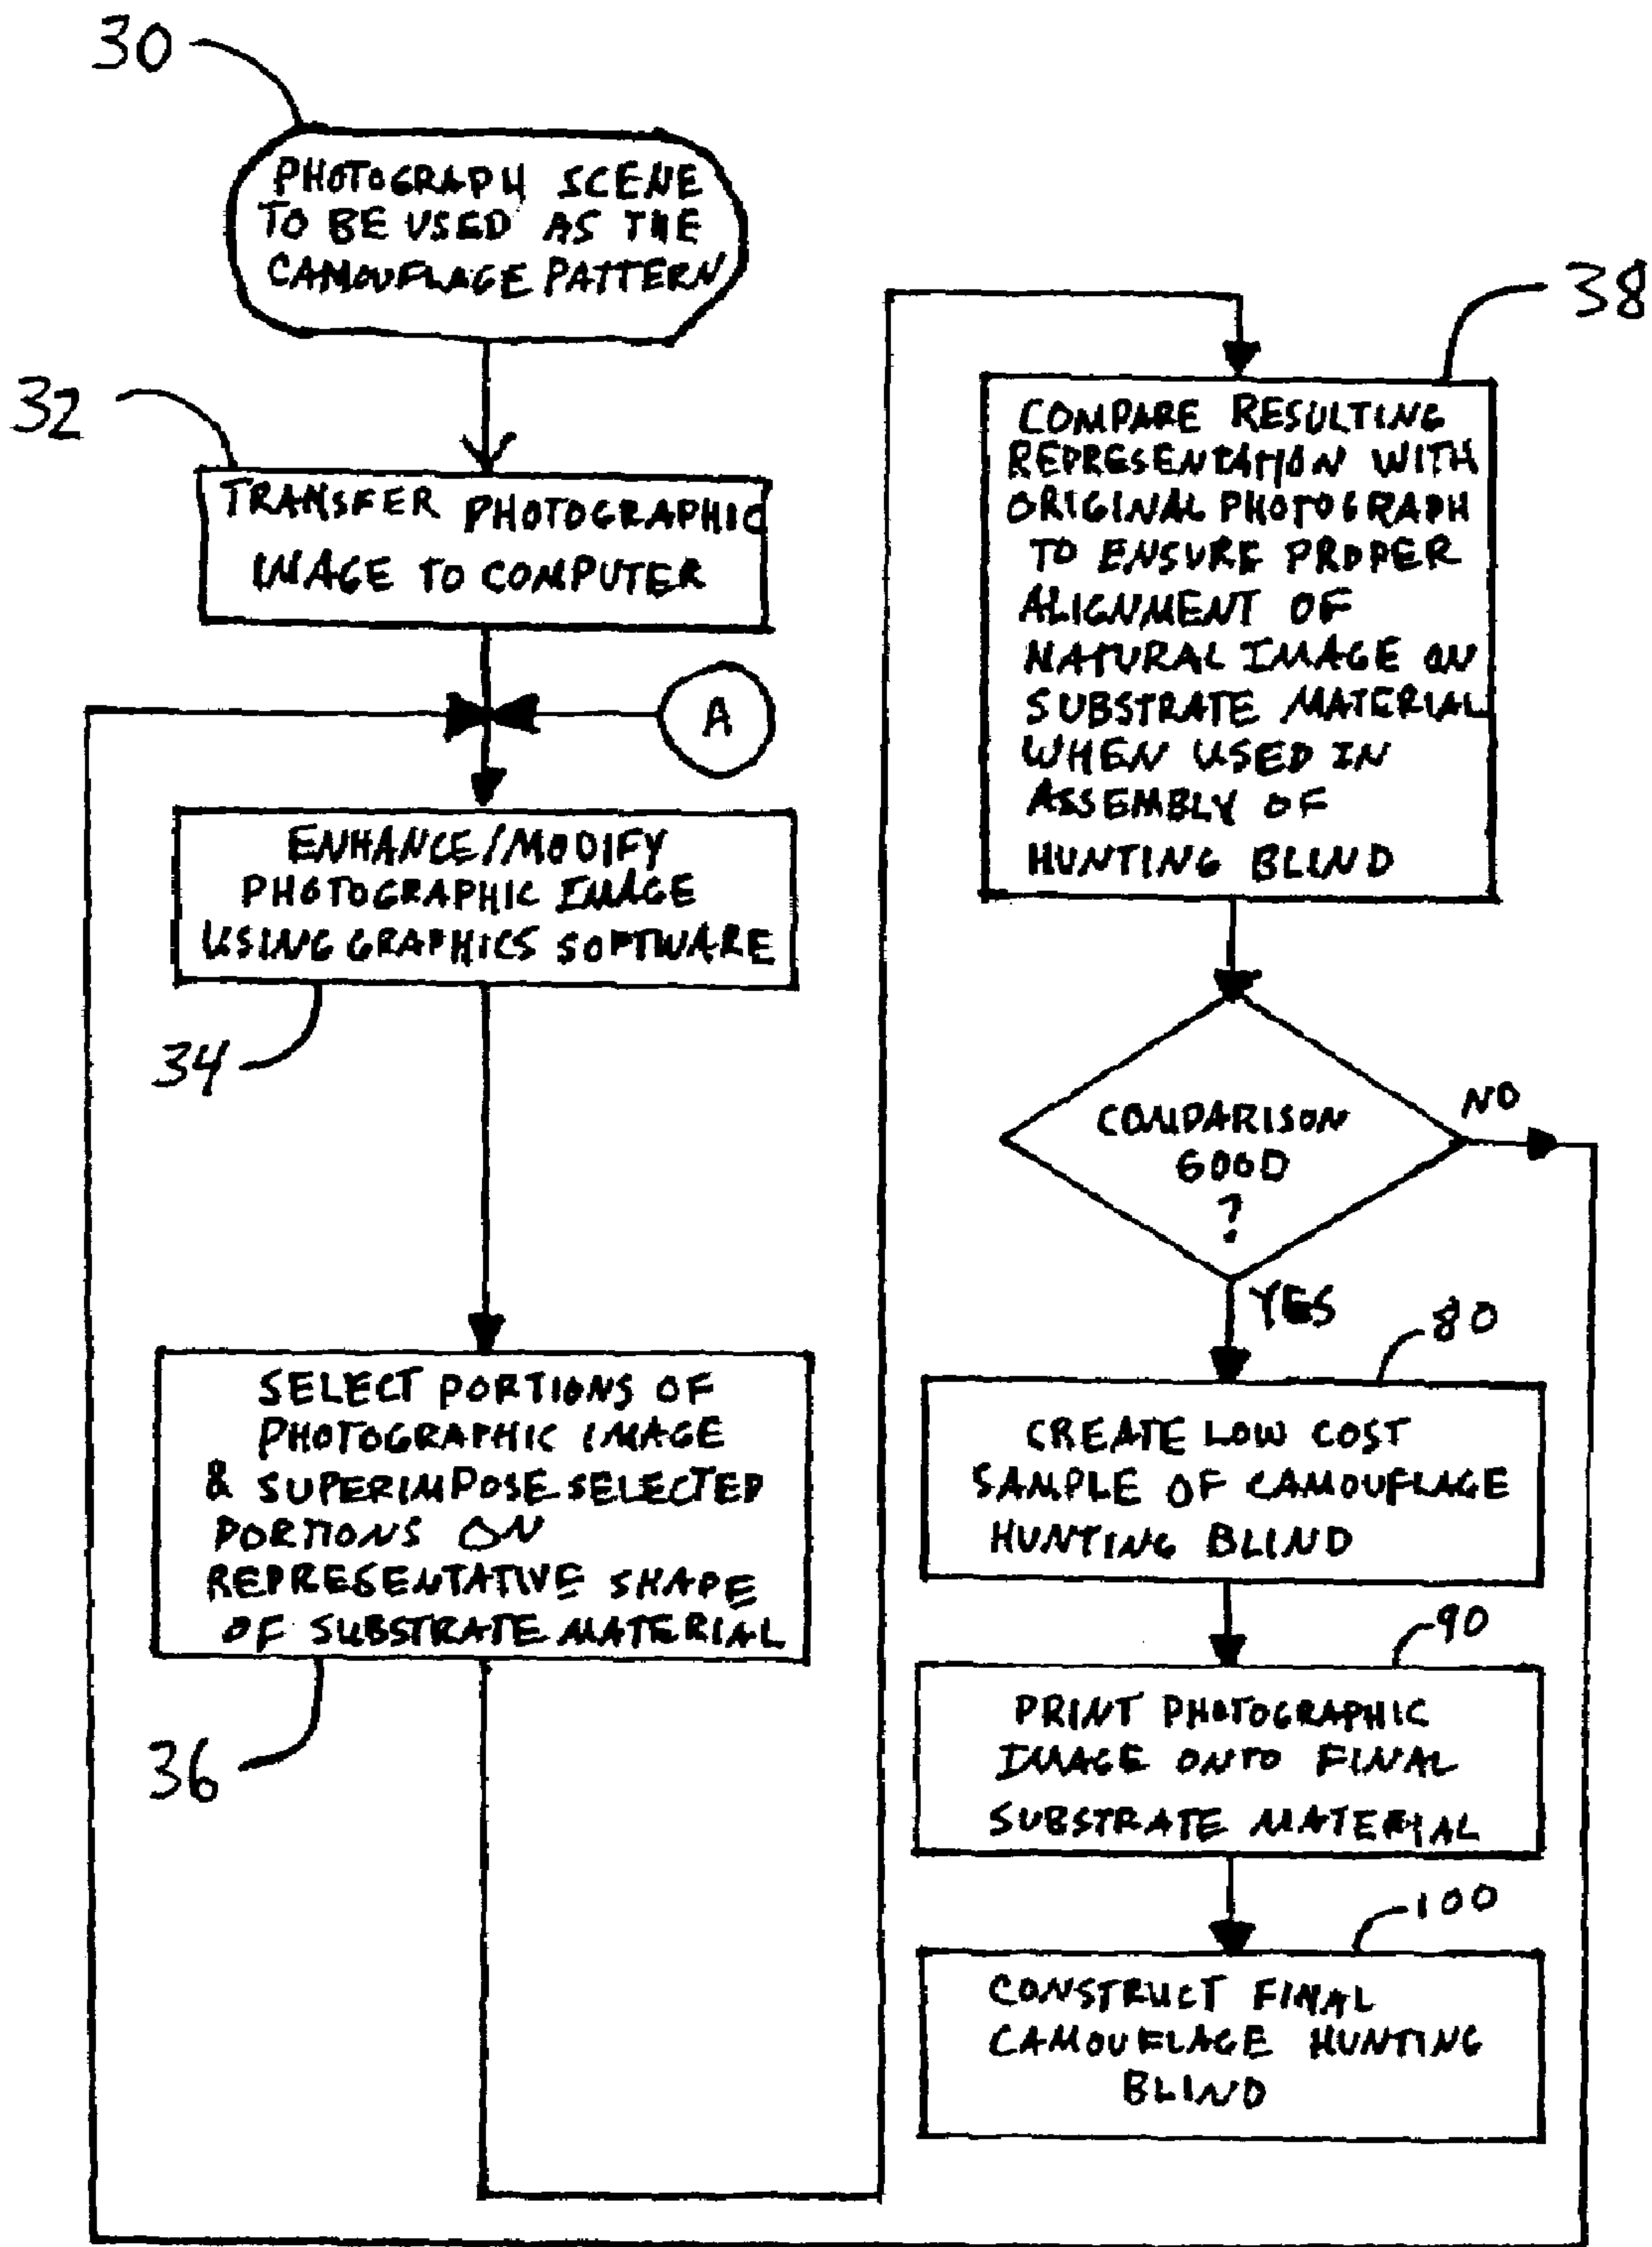 30
PHOTOGRAPH SCENE
TO BE USED AS THE
CAMOUFLAGE PATTERN
32
TRANSFER PHOTOGRAPHIC
IMAGE TO COMPUTER
A
ENHANCE/MODIFY
PHOTOGRAPHIC IMAGE
USING GRAPHICS SOFTWARE
34
SELECT PORTIONS OF
PHOTOGRAPHIC IMAGE
& SUPERIMPOSE SELECTED
PORTIONS ON
REPRESENTATIVE SHAPE
OF SUBSTRATE MATERIAL
36
38
COMPARE RESULTING
REPRESENTATION WITH
ORIGINAL PHOTOGRAPH
TO ENSURE PROPER
ALIGNMENT OF
NATURAL IMAGE ON
SUBSTRATE MATERIAL
WHEN USED IN
ASSEMBLY OF
HUNTING BLIND
COMPARISON
GOOD
?
NO
YES
80
CREATE LOW COST
SAMPLE OF CAMOUFLAGE
HUNTING BLIND
90
PRINT PHOTOGRAPHIC
IMAGE ONTO FINAL
SUBSTRATE MATERIAL
100
CONSTRUCT FINAL
CAMOUFLAGE HUNTING
BLIND